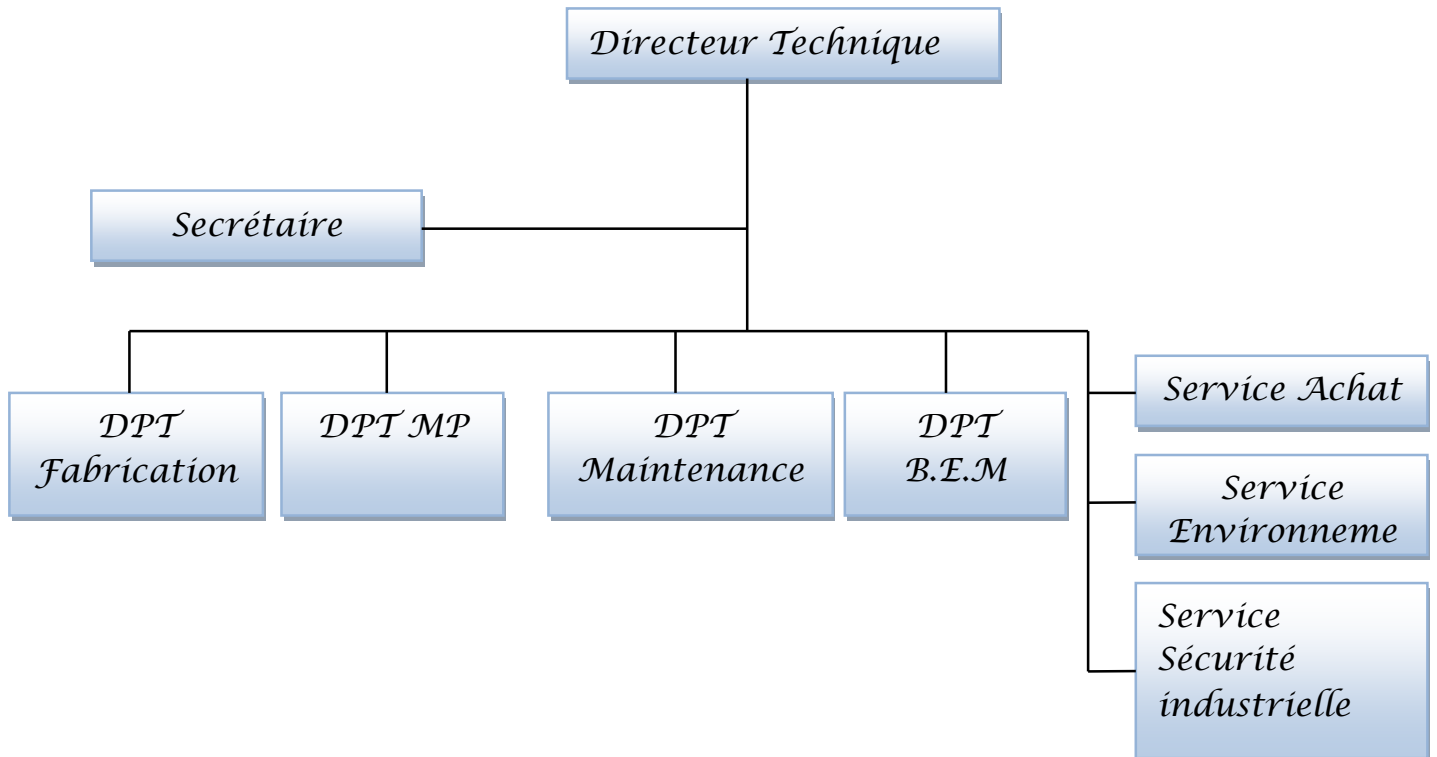 Directeur Technique
Secrétaire
DPT
Fabrication
DPT MP
DPT
Maintenance
DPT
B.E.M
Service Achat
Service
Environneme
Service
Sécurité
industrielle